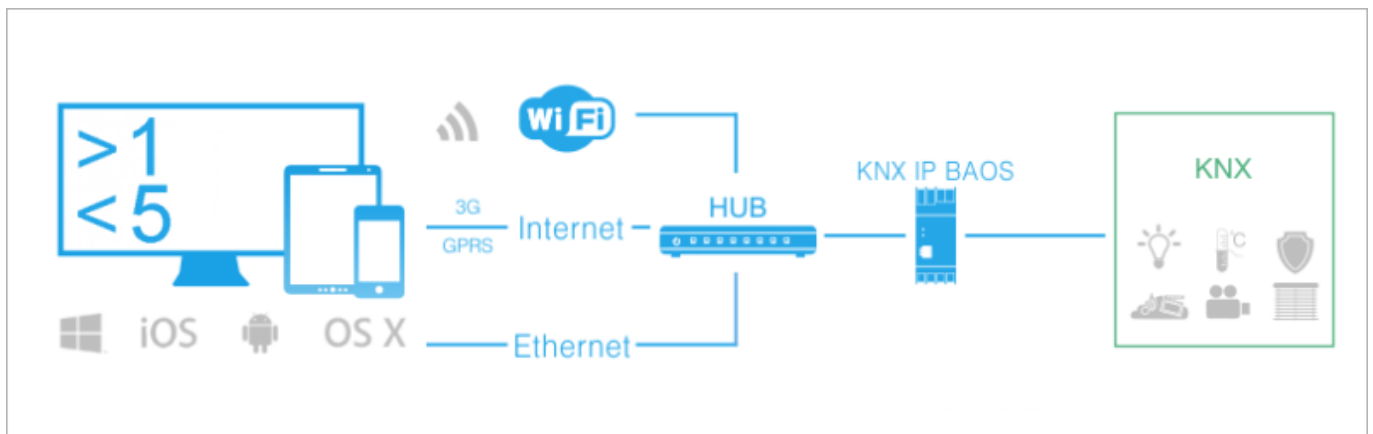 > 1
< 5
iOS
OS X
WiFi
3G
Internet
GPRS
Ethernet
HUB
KNX IP BAOS
KNX
°C